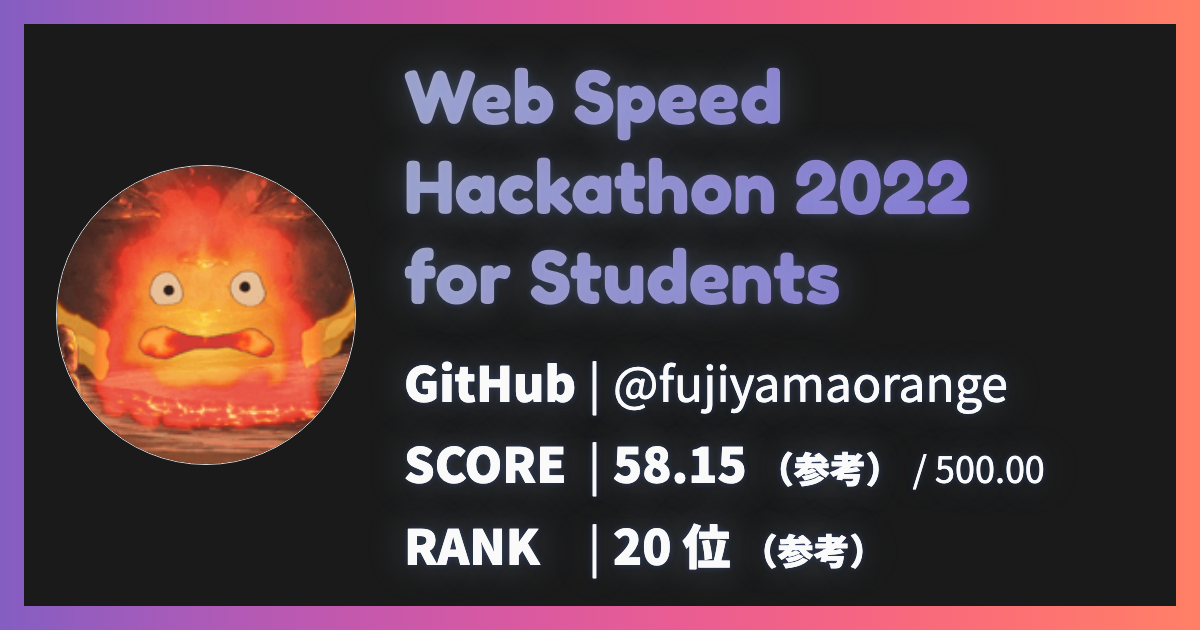 Web Speed
Hackathon 2022
for Students
GitHub | @fujiyamaorange
SCORE | 58.15 （参考） / 500.00
RANK | 20 位 （参考）